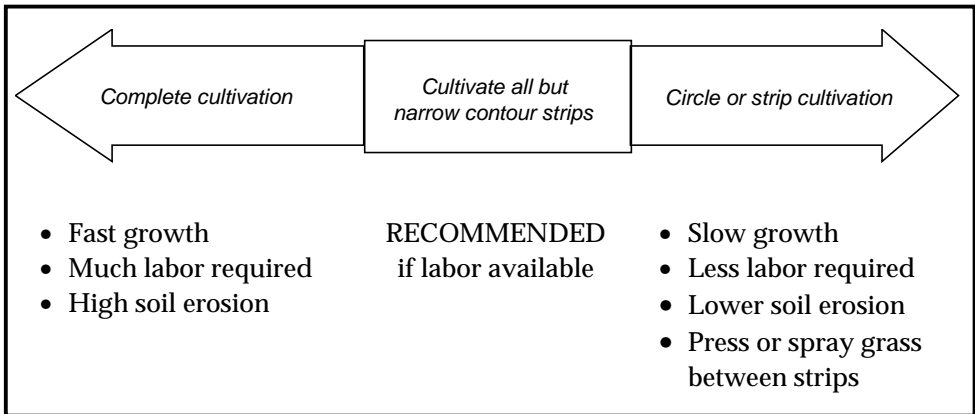 Complete cultivation
Cultivate all but
narrow contour strips
Circle or strip cultivation
• Fast growth
• Much labor required
• High soil erosion
RECOMMENDED
if labor available
• Slow growth
• Less labor required
• Lower soil erosion
• Press or spray grass
between strips